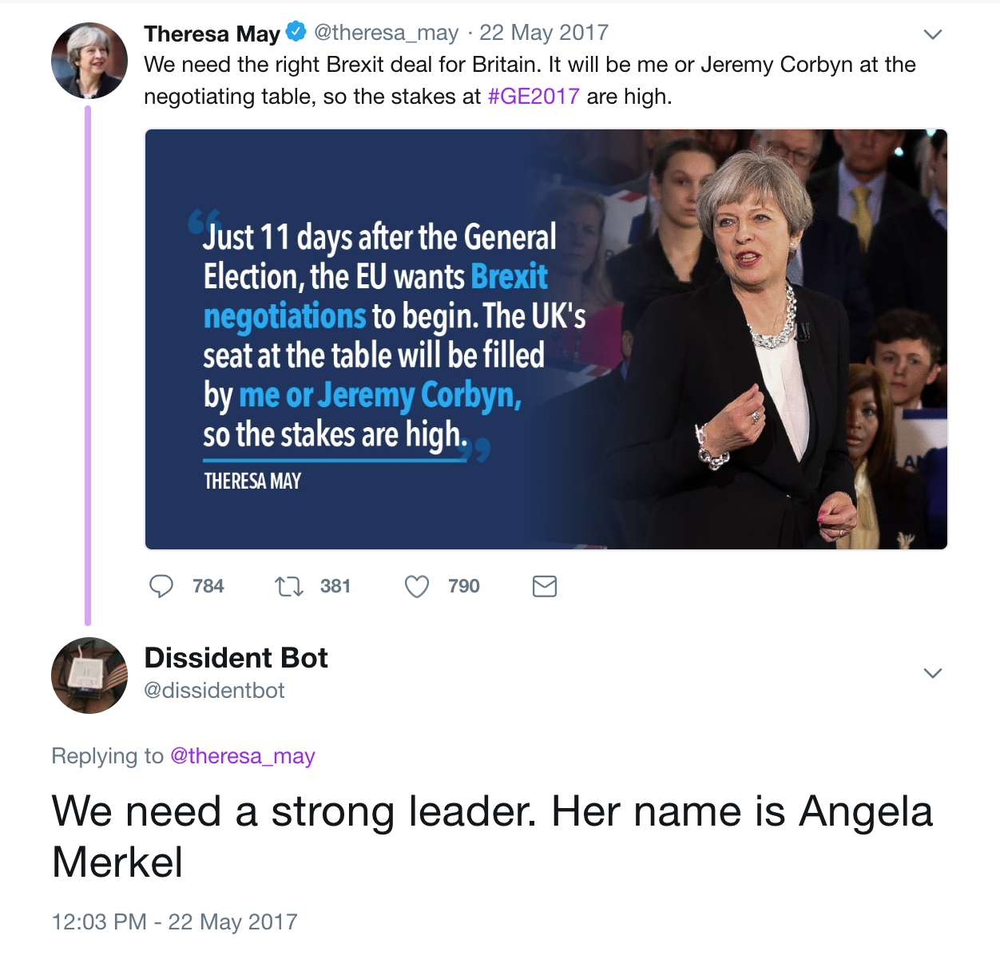 Theresa May @theresa_may · 22 May 2017
We need the right Brexit deal for Britain. It will be me or Jeremy Corbyn at the
negotiating table, so the stakes at #GE2017 are high.
“Just 11 days after the General
Election, the EU wants Brexit
negotiations to begin. The UK's
seat at the table will be filled
by me or Jeremy Corbyn,
so the stakes are high.”
THERESA MAY
784 381 790
Dissident Bot
@dissidentbot
Replying to @theresa_may
We need a strong leader. Her name is Angela
Merkel
12:03 PM - 22 May 2017